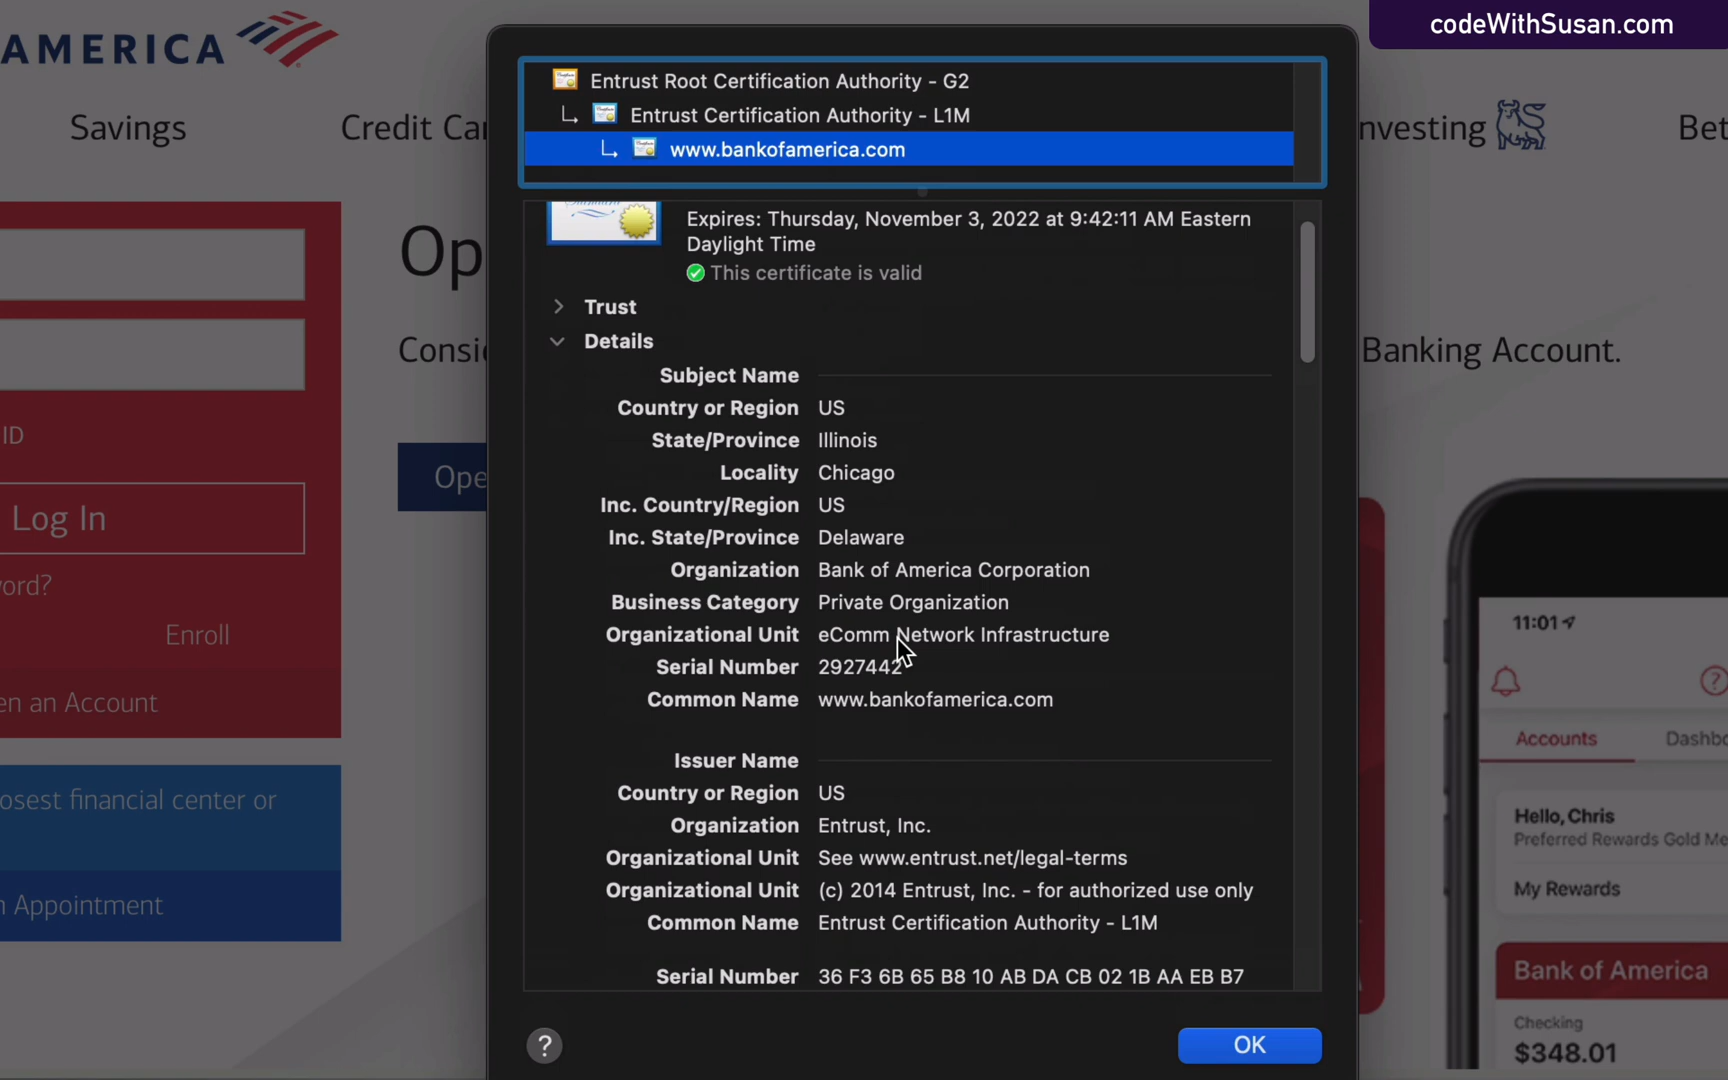 codeWithSusan.com
AMERICA
Savings
Credit Car
nvesting
Bet
Entrust Root Certification Authority - G2
Entrust Certification Authority - L1M
www.bankofamerica.com
Expires: Thursday, November 3, 2022 at 9:42:11 AM Eastern
Daylight Time
This certificate is valid
Trust
Details
Subject Name
Country or Region US
State/Province Illinois
Locality Chicago
Inc. Country/Region US
Inc. State/Province Delaware
Organization Bank of America Corporation
Business Category Private Organization
Organizational Unit eComm Network Infrastructure
Serial Number 2927442
Common Name www.bankofamerica.com
Issuer Name
Country or Region US
Organization Entrust, Inc.
Organizational Unit See www.entrust.net/legal-terms
Organizational Unit (c) 2014 Entrust, Inc. - for authorized use only
Common Name Entrust Certification Authority - L1M
Serial Number 36 F3 6B 65 B8 10 AB DA CB 02 1B AA EB B7
?
OK
ID
Log In
ord?
Enroll
en an Account
osest financial center or
n Appointment
Op
Consi
Banking Account.
Ope
11:01
Accounts
Dashbo
Hello, Chris
Preferred Rewards Gold Me
My Rewards
Bank of America
Checking
$348.01